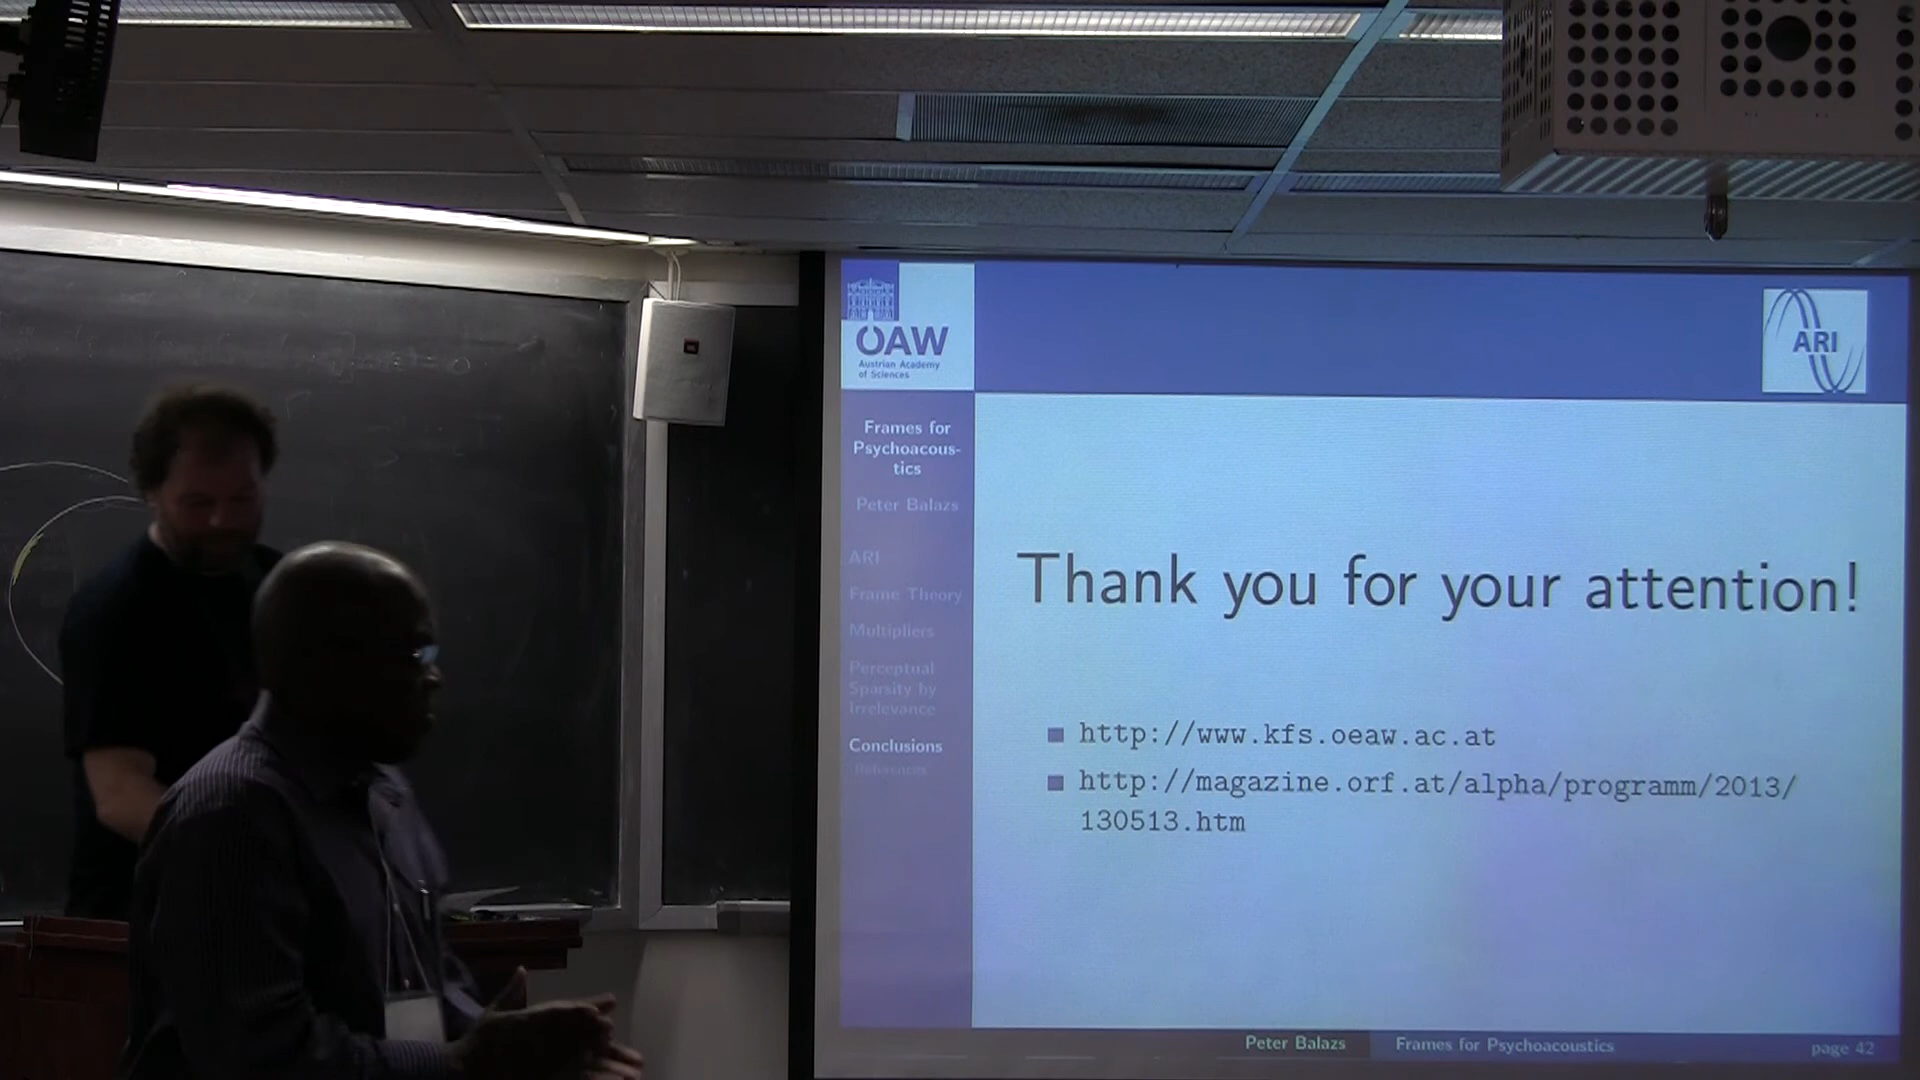 ÖAW
Austrian Academy
of Sciences
ARI
Frames for
Psychoacous-
tics
Peter Balazs
ARI
Frame Theory
Multipliers
Perceptual
Sparsity by
Irrelevance
Conclusions
References
Thank you for your attention!
http://www.kfs.oeaw.ac.at
http://magazine.orf.at/alpha/programm/2013/
130513.htm
Peter Balazs
Frames for Psychoacoustics
page 42